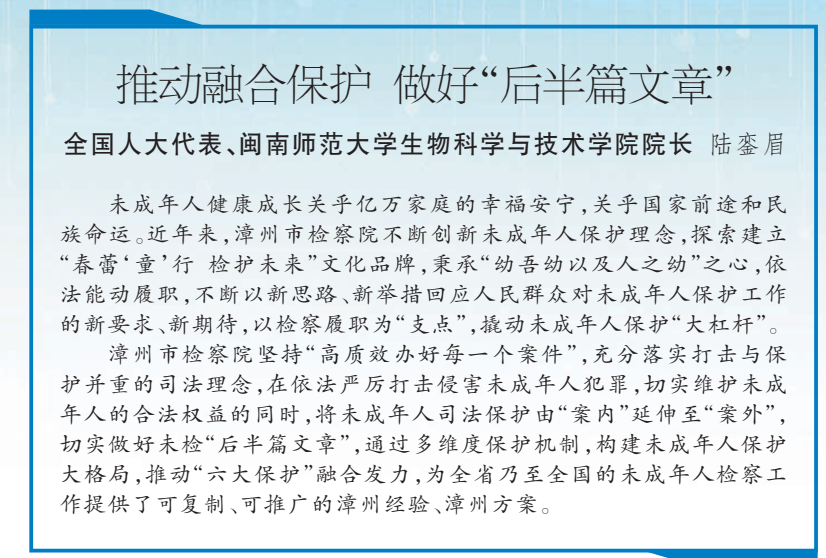 推动融合保护 做好“后半篇文章”
全国人大代表、闽南师范大学生物科学与技术学院院长 陆銮眉
未成年人健康成长关乎亿万家庭的幸福安宁,关乎国家前途和民
族命运。近年来,漳州市检察院不断创新未成年人保护理念,探索建立
“春蕾‘童’行 检护未来”文化品牌,秉承“幼吾幼以及人之幼”之心,依
法能动履职,不断以新思路、新举措回应人民群众对未成年人保护工作
的新要求、新期待,以检察履职为“支点”,撬动未成年人保护“大杠杆”。
漳州市检察院坚持“高质效办好每一个案件”,充分落实打击与保
护并重的司法理念,在依法严厉打击侵害未成年人犯罪,切实维护未成
年人的合法权益的同时,将未成年人司法保护由“案内”延伸至“案外”,
切实做好未检“后半篇文章”,通过多维度保护机制,构建未成年人保护
大格局,推动“六大保护”融合发力,为全省乃至全国的未成年人检察工
作提供了可复制、可推广的漳州经验、漳州方案。